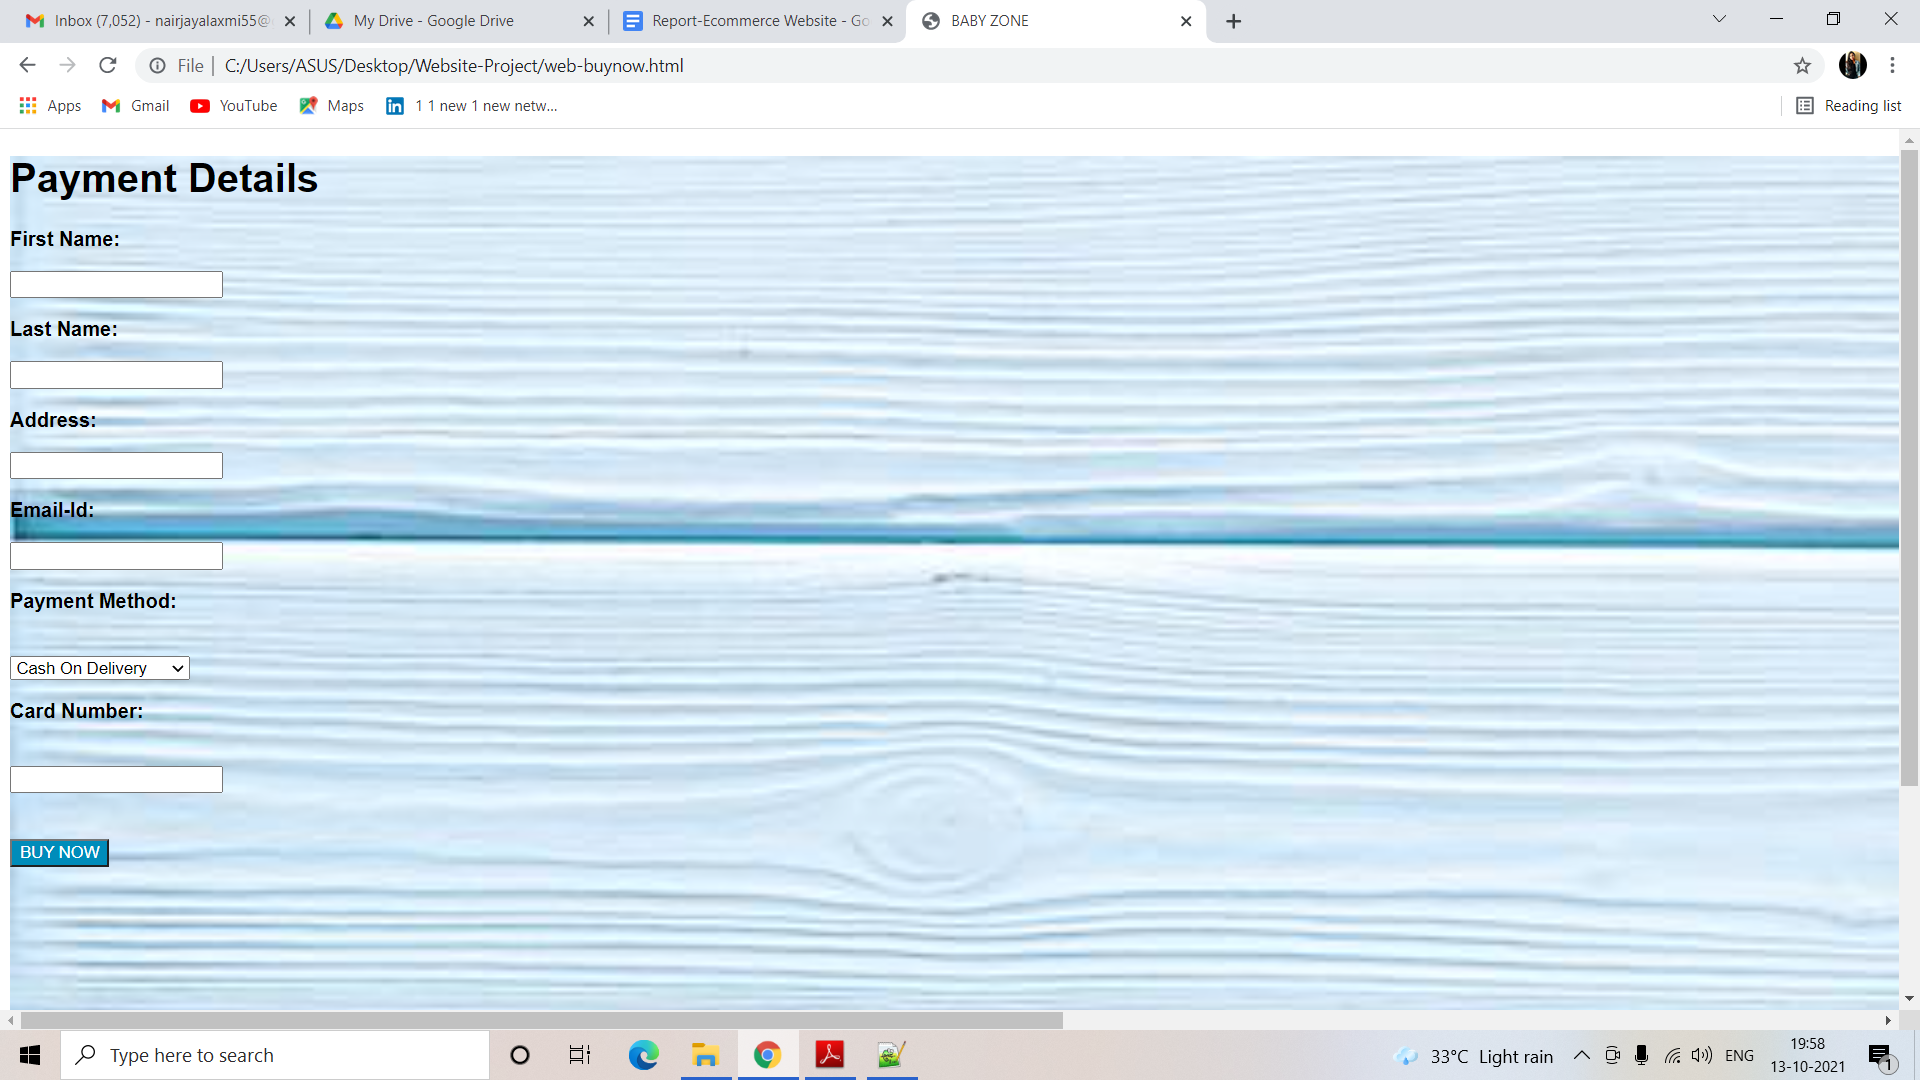 Inbox (7,052) - nairjayalaxmi55@
My Drive - Google Drive
Report-Ecommerce Website - Go
BABY ZONE
File
C:/Users/ASUS/Desktop/Website-Project/web-buynow.html
Apps
Gmail
YouTube
Maps
1 1 new 1 new netw...
Reading list
Payment Details
First Name:
Last Name:
Address:
Email-Id:
Payment Method:
Cash On Delivery
Card Number:
BUY NOW
Type here to search
33°C Light rain
ENG
19:58
13-10-2021
1